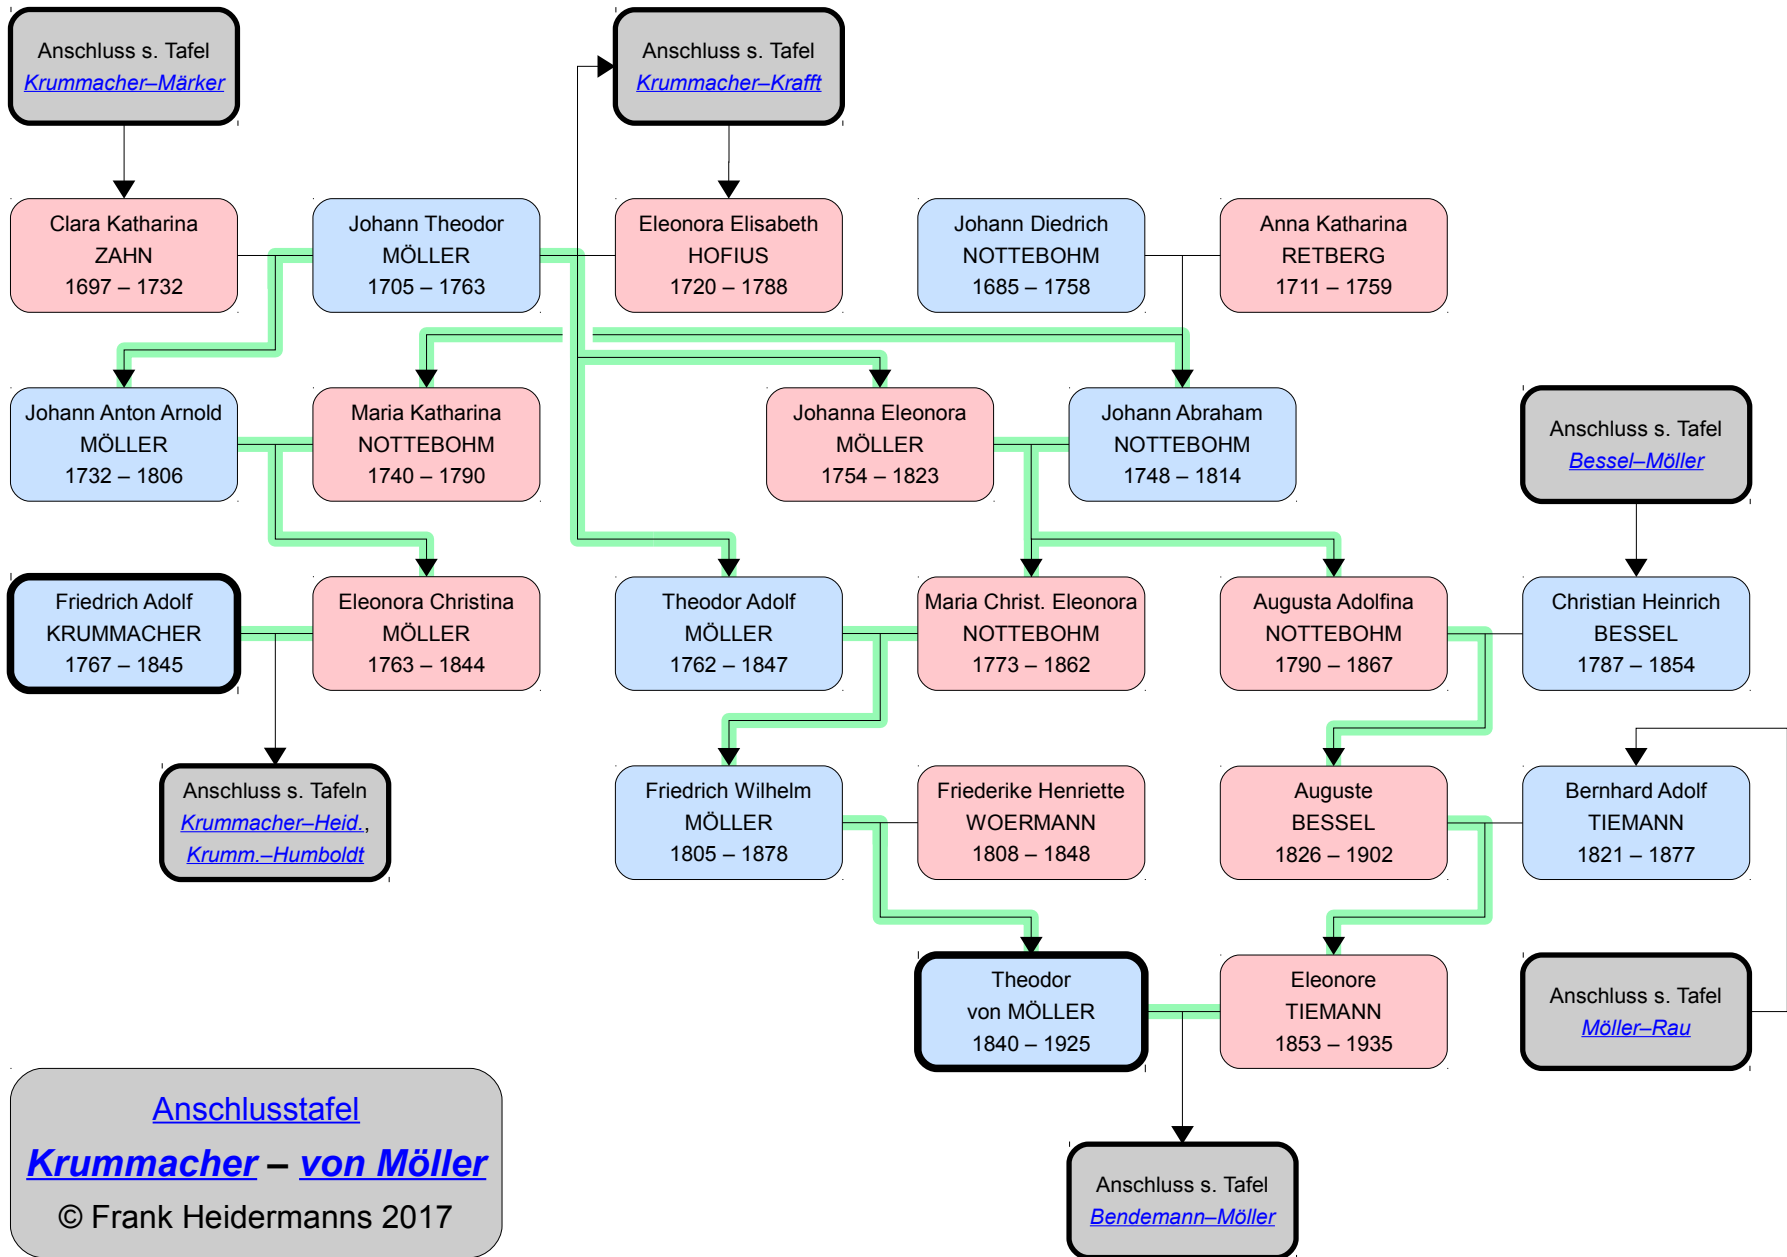 Anschluss s. Tafel
Krummacher–Märker
Anschluss s. Tafel
Krummacher–Krafft
Clara Katharina
ZAHN
1697 – 1732
Johann Theodor
MÖLLER
1705 – 1763
Eleonora Elisabeth
HOFIUS
1720 – 1788
Johann Diedrich
NOTTEBOHM
1685 – 1758
Anna Katharina
RETBERG
1711 – 1759
Johann Anton Arnold
MÖLLER
1732 – 1806
Maria Katharina
NOTTEBOHM
1740 – 1790
Johanna Eleonora
MÖLLER
1754 – 1823
Johann Abraham
NOTTEBOHM
1748 – 1814
Anschluss s. Tafel
Bessel–Möller
Friedrich Adolf
KRUMMACHER
1767 – 1845
Eleonora Christina
MÖLLER
1763 – 1844
Theodor Adolf
MÖLLER
1762 – 1847
Maria Christ. Eleonora
NOTTEBOHM
1773 – 1862
Augusta Adolfina
NOTTEBOHM
1790 – 1867
Christian Heinrich
BESSEL
1787 – 1854
Anschluss s. Tafeln
Krummacher–Heid.,
Krumm.–Humboldt
Friedrich Wilhelm
MÖLLER
1805 – 1878
Friederike Henriette
WOERMANN
1808 – 1848
Auguste
BESSEL
1826 – 1902
Bernhard Adolf
TIEMANN
1821 – 1877
Theodor
von MÖLLER
1840 – 1925
Eleonore
TIEMANN
1853 – 1935
Anschluss s. Tafel
Möller–Rau
Anschlusstafel
Krummacher – von Möller
© Frank Heidermanns 2017
Anschluss s. Tafel
Bendemann–Möller